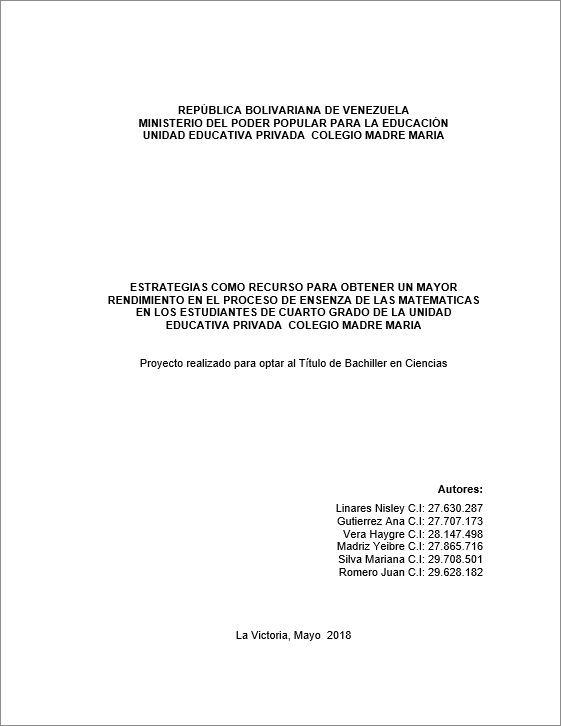 REPÚBLICA BOLIVARIANA DE VENEZUELA
MINISTERIO DEL PODER POPULAR PARA LA EDUCACIÓN
UNIDAD EDUCATIVA PRIVADA COLEGIO MADRE MARIA
ESTRATEGIAS COMO RECURSO PARA OBTENER UN MAYOR
RENDIMIENTO EN EL PROCESO DE ENSENZA DE LAS MATEMATICAS
EN LOS ESTUDIANTES DE CUARTO GRADO DE LA UNIDAD
EDUCATIVA PRIVADA COLEGIO MADRE MARIA
Proyecto realizado para optar al Título de Bachiller en Ciencias
Autores:
Linares Nisley C.I: 27.630.287
Gutierrez Ana C.I: 27.707.173
Vera Haygre C.I: 28.147.498
Madriz Yeibre C.I: 27.865.716
Silva Mariana C.I: 29.708.501
Romero Juan C.I: 29.628.182
La Victoria, Mayo 2018